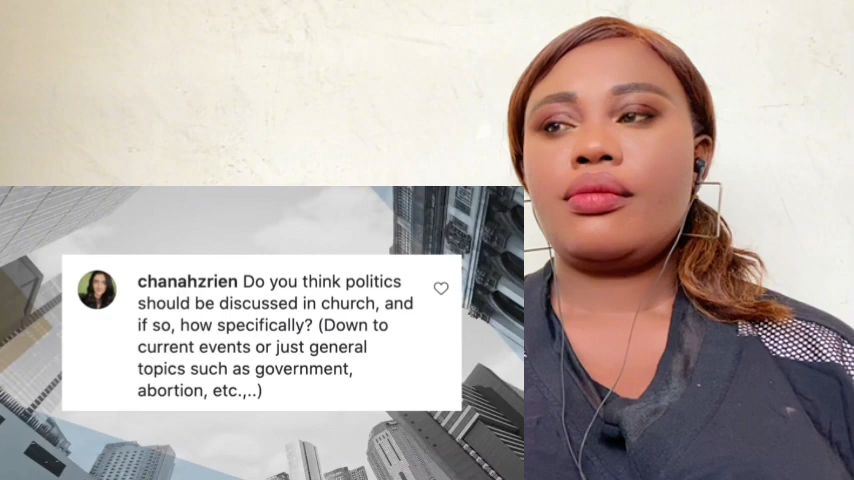 chanahzrien Do you think politics
should be discussed in church, and
if so, how specifically? (Down to
current events or just general
topics such as government,
abortion, etc.,..)